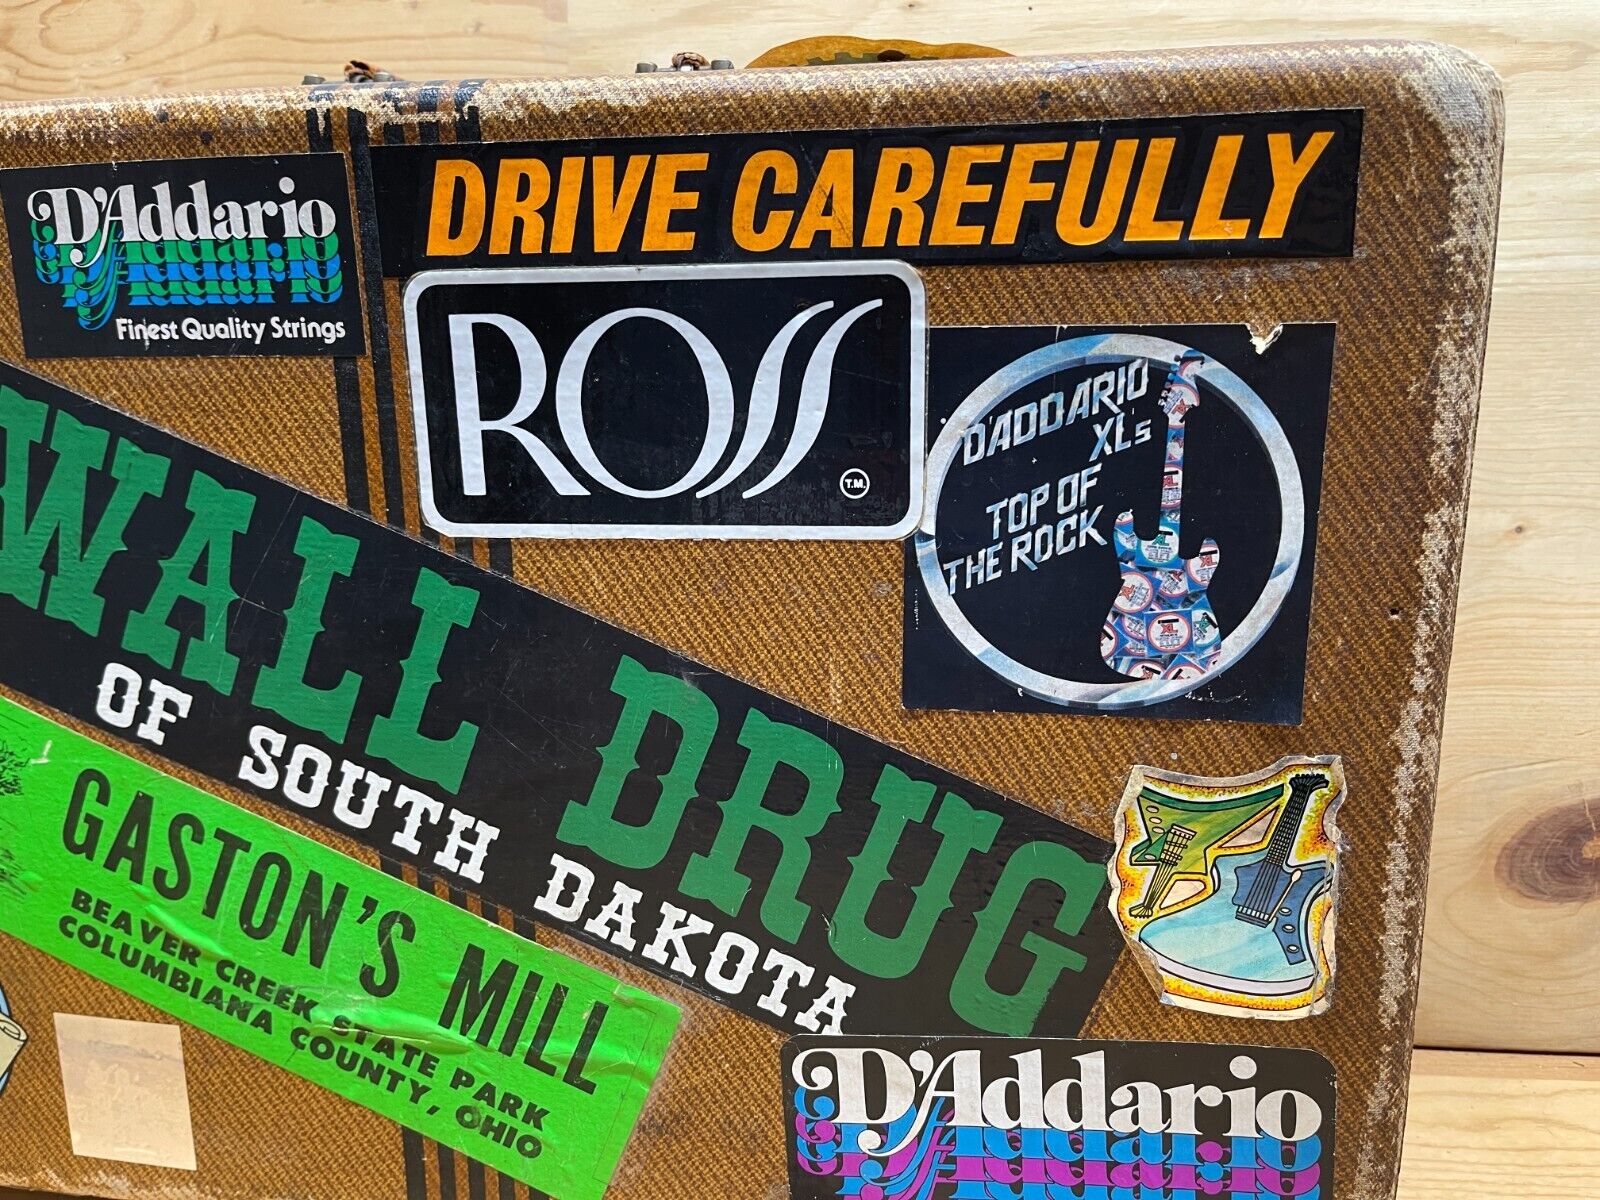 DRIVE CAREFULLY
D'Addario
Finest Quality Strings
ROSS
T.M.
D'ADDARIO
XLs
TOP OF
THE ROCK
WALL DRUG
OF SOUTH DAKOTA
GASTON'S MILL
BEAVER CREEK STATE PARK
COLUMBIANA COUNTY, OHIO
D'Addario